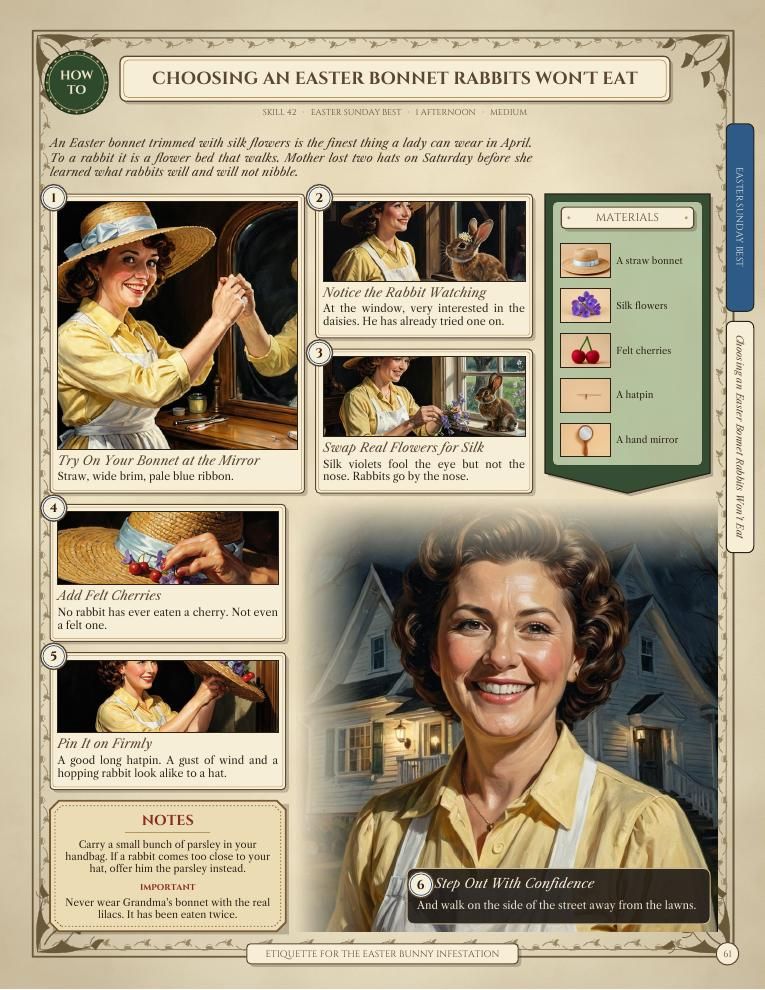 HOW
TO
CHOOSING AN EASTER BONNET RABBITS WON'T EAT
SKILL 42 · EASTER SUNDAY BEST · 1 AFTERNOON · MEDIUM
An Easter bonnet trimmed with silk flowers is the finest thing a lady can wear in April.
To a rabbit it is a flower bed that walks. Mother lost two hats on Saturday before she
learned what rabbits will and will not nibble.
1
Try On Your Bonnet at the Mirror
Straw, wide brim, pale blue ribbon.
2
Notice the Rabbit Watching
At the window, very interested in the
daisies. He has already tried one on.
3
Swap Real Flowers for Silk
Silk violets fool the eye but not the
nose. Rabbits go by the nose.
MATERIALS
A straw bonnet
Silk flowers
Felt cherries
A hatpin
A hand mirror
EASTER SUNDAY BEST
Choosing an Easter Bonnet Rabbits Won't Eat
4
Add Felt Cherries
No rabbit has ever eaten a cherry. Not even
a felt one.
5
Pin It on Firmly
A good long hatpin. A gust of wind and a
hopping rabbit look alike to a hat.
NOTES
Carry a small bunch of parsley in your
handbag. If a rabbit comes too close to your
hat, offer him the parsley instead.
IMPORTANT
Never wear Grandma's bonnet with the real
lilacs. It has been eaten twice.
6
Step Out With Confidence
And walk on the side of the street away from the lawns.
ETIQUETTE FOR THE EASTER BUNNY INFESTATION
61